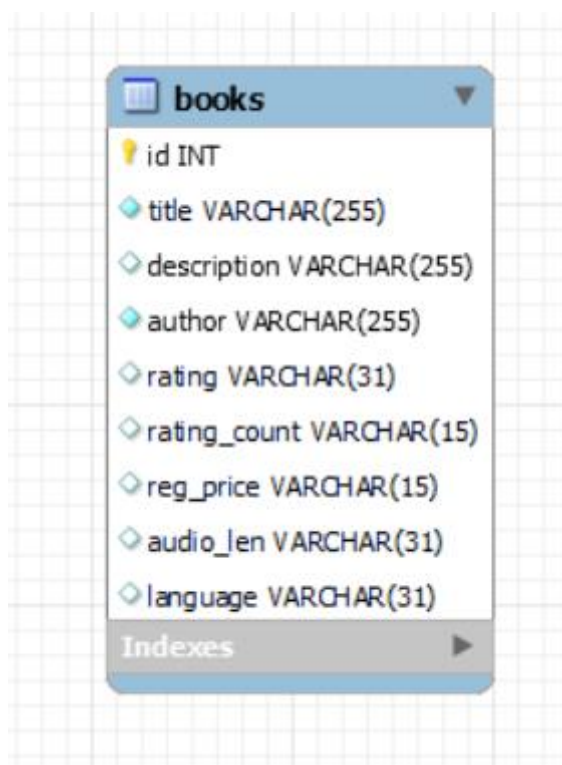 books
id INT
title VARCHAR(255)
description VARCHAR(255)
author VARCHAR(255)
rating VARCHAR(31)
rating_count VARCHAR(15)
reg_price VARCHAR(15)
audio_len VARCHAR(31)
language VARCHAR(31)
Indexes